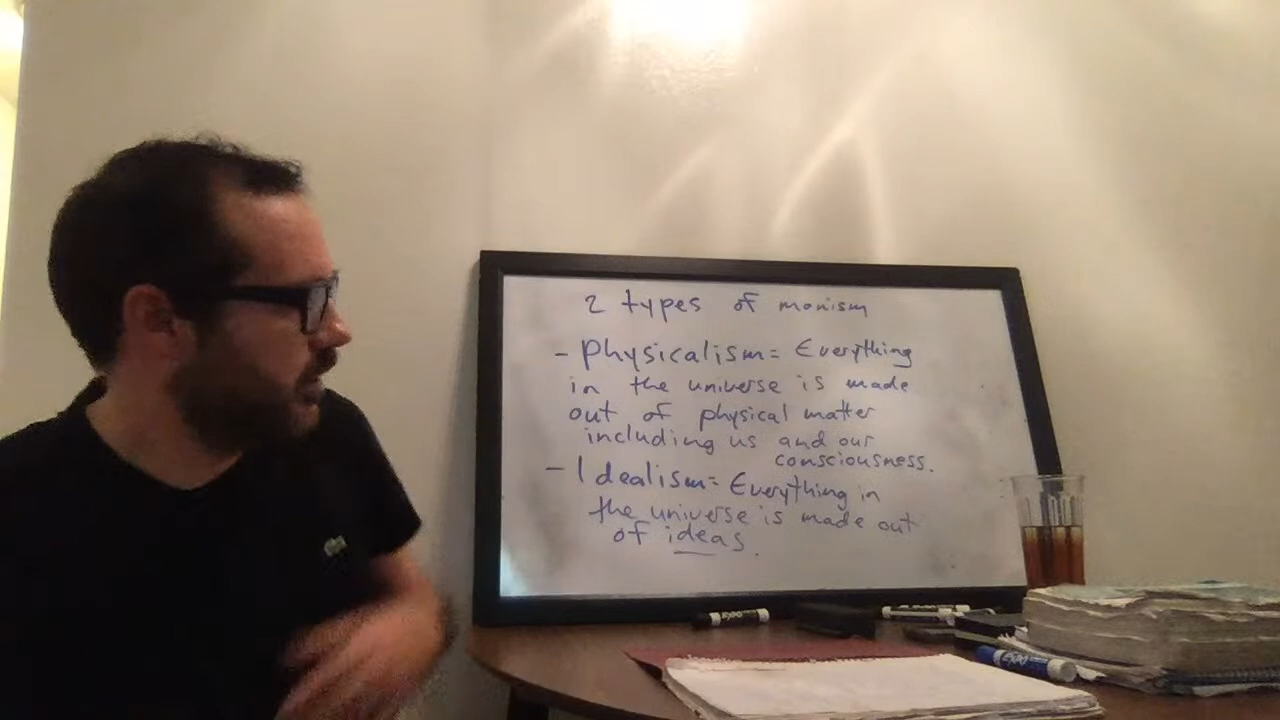 2 types of monism
- Physicalism = Everything
in the universe is made
out of physical matter
including us and our
consciousness.
- Idealism = Everything in
the universe is made out
of ideas.
EXPO